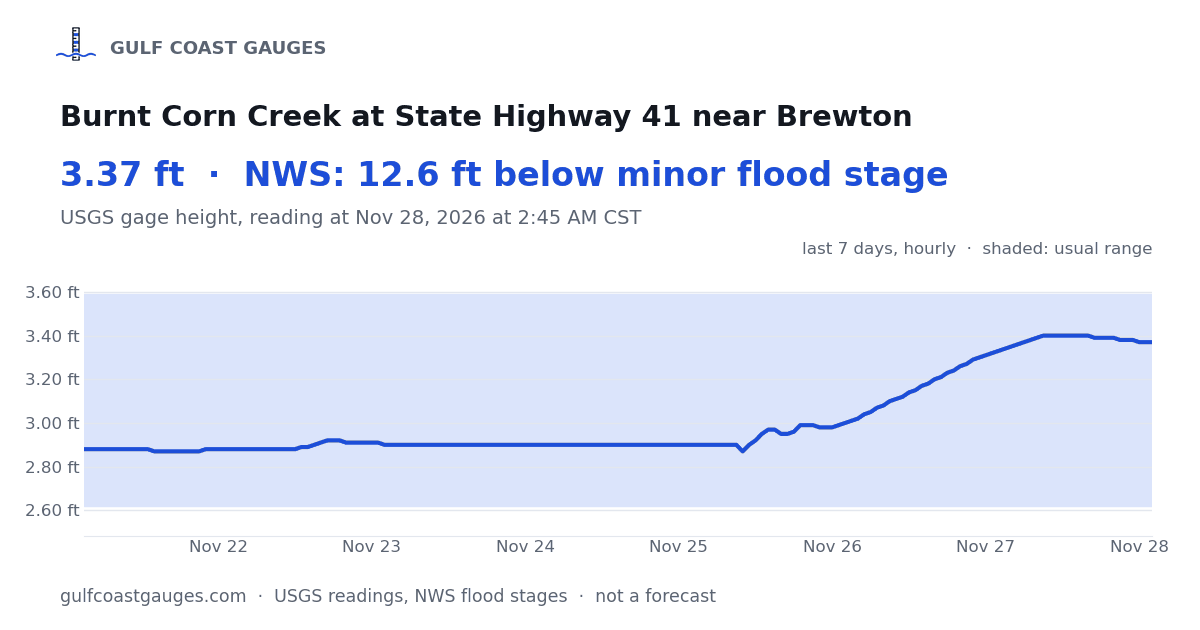 GULF COAST GAUGES
Burnt Corn Creek at State Highway 41 near Brewton
3.37 ft · NWS: 12.6 ft below minor flood stage
USGS gage height, reading at Nov 28, 2026 at 2:45 AM CST
last 7 days, hourly · shaded: usual range
3.60 ft
3.40 ft
3.20 ft
3.00 ft
2.80 ft
2.60 ft
Nov 22 Nov 23 Nov 24 Nov 25 Nov 26 Nov 27 Nov 28
gulfcoastgauges.com · USGS readings, NWS flood stages · not a forecast